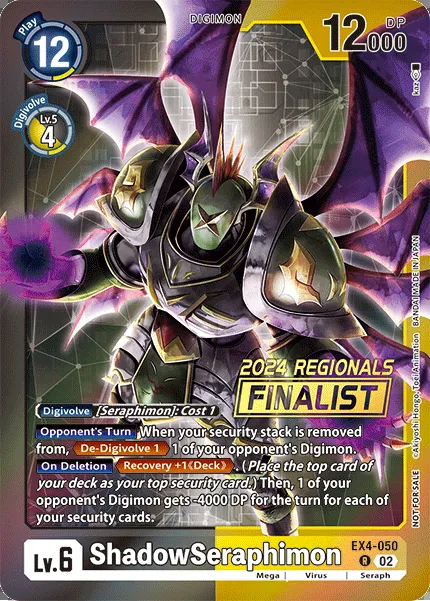 Play
12
DIGIMON
12000
DP
Digivolve
Lv.5
4
kaz
2024 REGIONALS
FINALIST
Digivolve [Seraphimon]: Cost 1
Opponent's Turn When your security stack is removed
from, De-Digivolve 1 1 of your opponent's Digimon.
On Deletion Recovery +1《Deck》. (Place the top card of
your deck as your top security card.) Then, 1 of your
opponent's Digimon gets -4000 DP for the turn for each of
your security cards.
©Akiyoshi Hongo, Toei Animation BANDAI MADE IN JAPAN
NOT FOR SALE
Lv.6 ShadowSeraphimon
EX4-050
R 02
Mega Virus Seraph